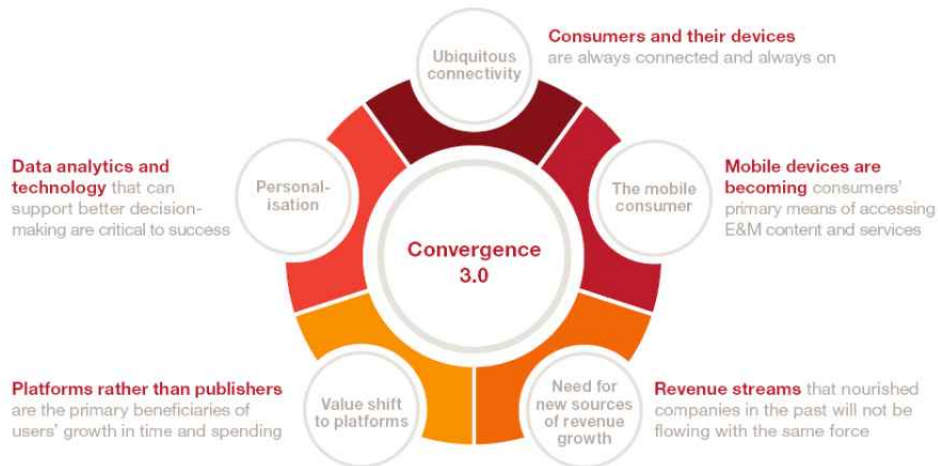 Ubiquitous
connectivity
Consumers and their devices
are always connected and always on
Data analytics and
technology that can
support better decision-
making are critical to success
Personal-
isation
The mobile
consumer
Mobile devices are
becoming consumers'
primary means of accessing
E&M content and services
Convergence
3.0
Platforms rather than publishers
are the primary beneficiaries of
users' growth in time and spending
Value shift
to platforms
Need for
new sources
of revenue
growth
Revenue streams that nourished
companies in the past will not be
flowing with the same force